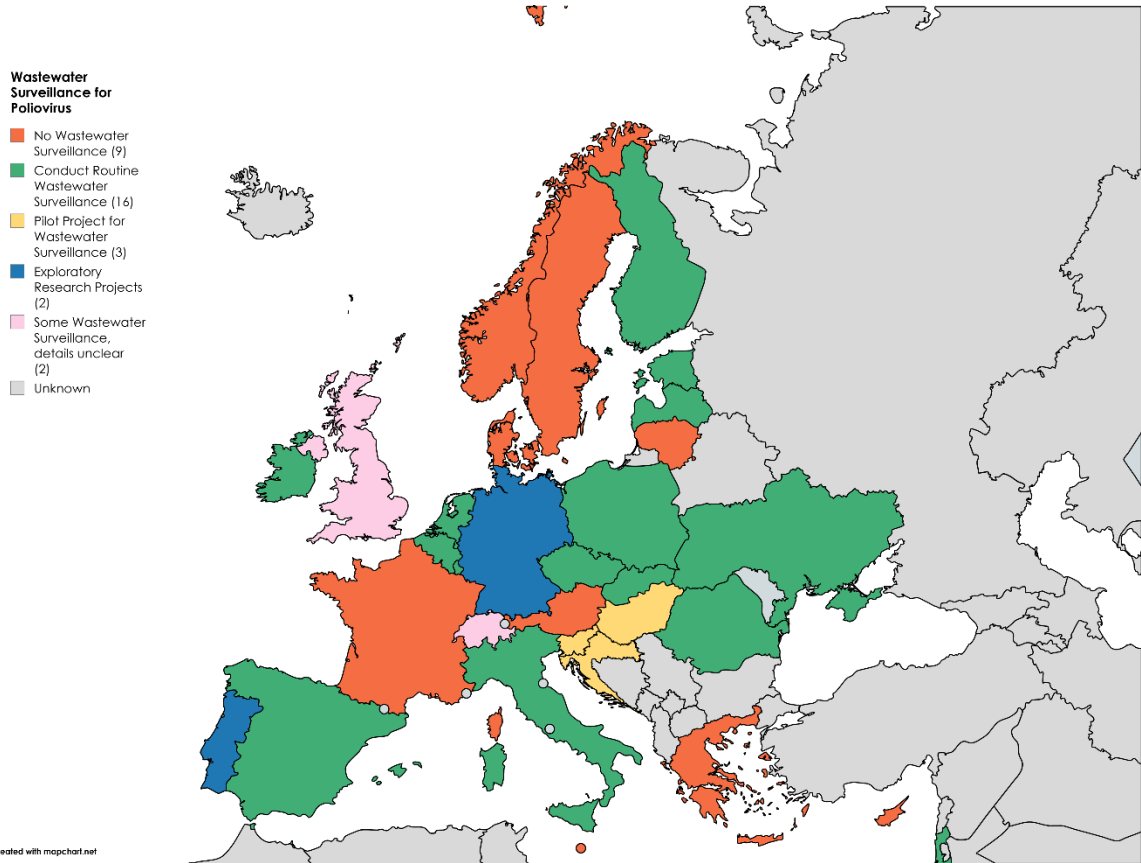 Wastewater
Surveillance for
Poliovirus
No Wastewater
Surveillance (9)
Conduct Routine
Wastewater
Surveillance (16)
Pilot Project for
Wastewater
Surveillance (3)
Exploratory
Research Projects
(2)
Some Wastewater
Surveillance,
details unclear
(2)
Unknown
eated with mapchart.net